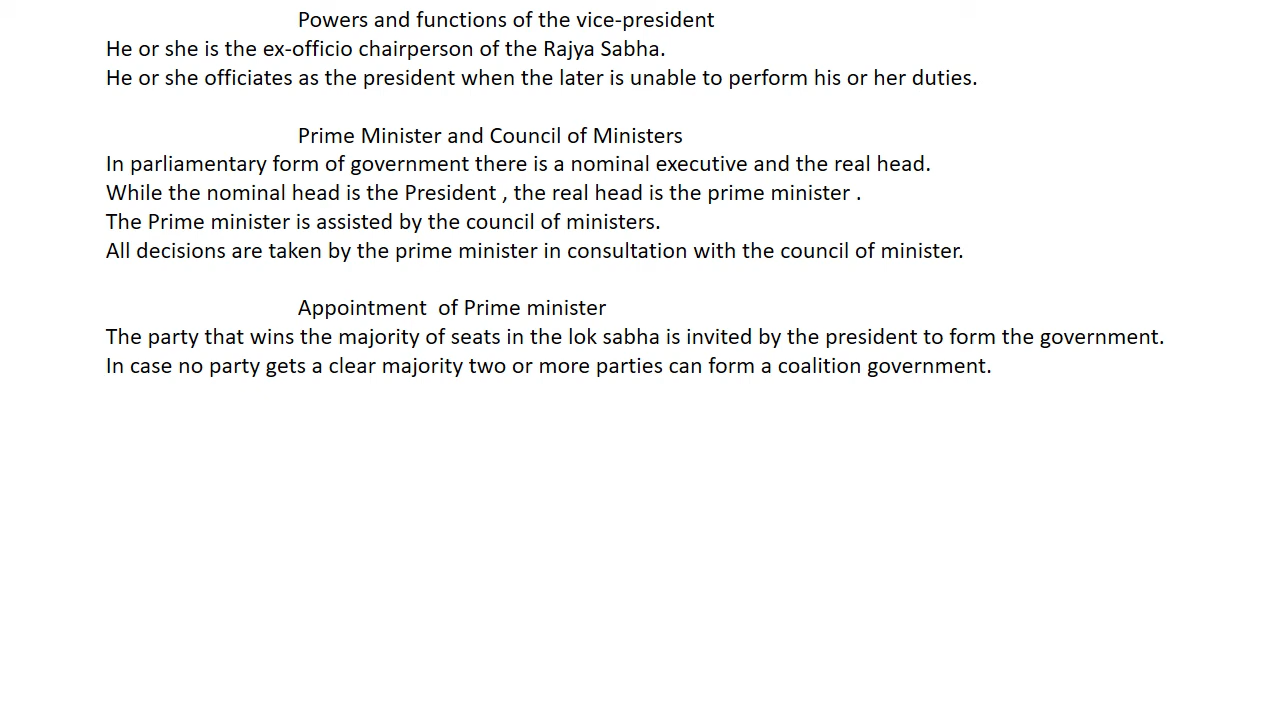 Powers and functions of the vice-president
He or she is the ex-officio chairperson of the Rajya Sabha.
He or she officiates as the president when the later is unable to perform his or her duties.
Prime Minister and Council of Ministers
In parliamentary form of government there is a nominal executive and the real head.
While the nominal head is the President , the real head is the prime minister .
The Prime minister is assisted by the council of ministers.
All decisions are taken by the prime minister in consultation with the council of minister.
Appointment  of Prime minister
The party that wins the majority of seats in the lok sabha is invited by the president to form the government.
In case no party gets a clear majority two or more parties can form a coalition government.